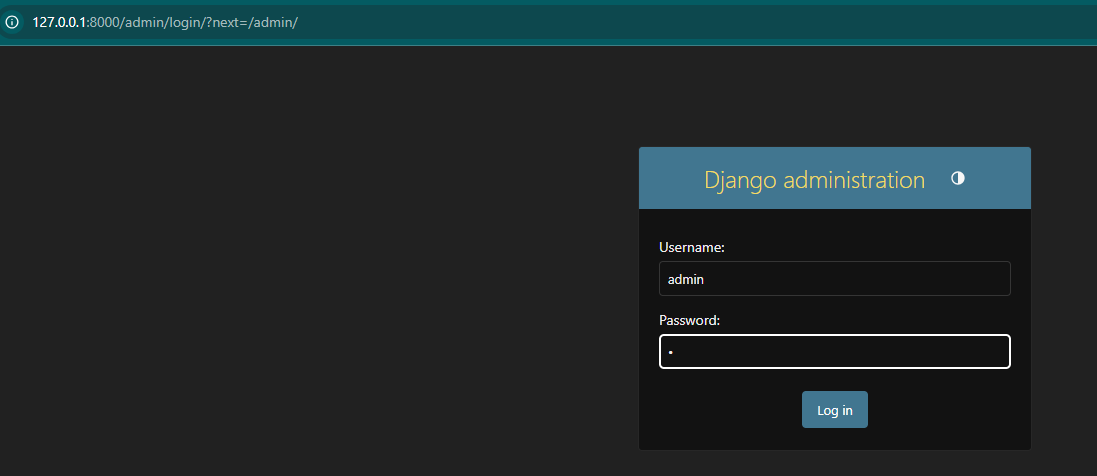 127.0.0.1:8000/admin/login/?next=/admin/
Django administration
Username:
admin
Password:
•
Log in